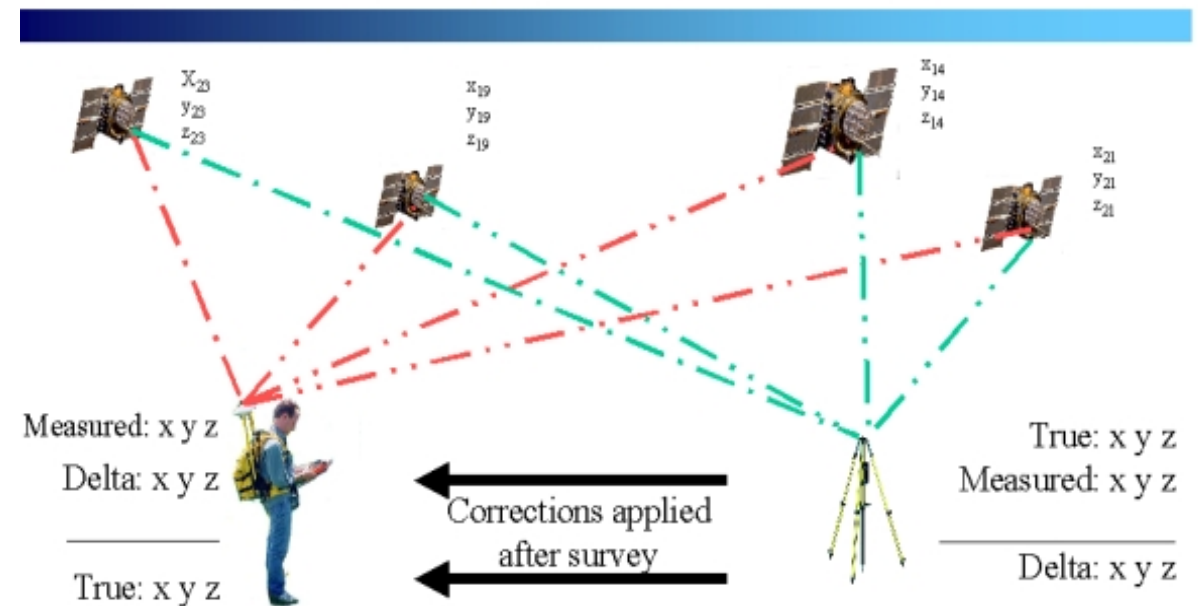 X₂₃
y₂₃
z₂₃
x₁₉
y₁₉
z₁₉
x₁₄
y₁₄
z₁₄
x₂₁
y₂₁
z₂₁
Measured: x y z
Delta: x y z
True: x y z
Corrections applied
after survey
True: x y z
Measured: x y z
Delta: x y z